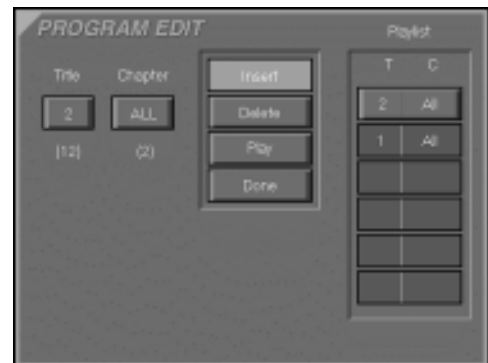 PROGRAM EDIT
Title Chapter
2 ALL
(12) (2)
Insert
Delete
Play
Done
Playlist
T C
2 All
1 All